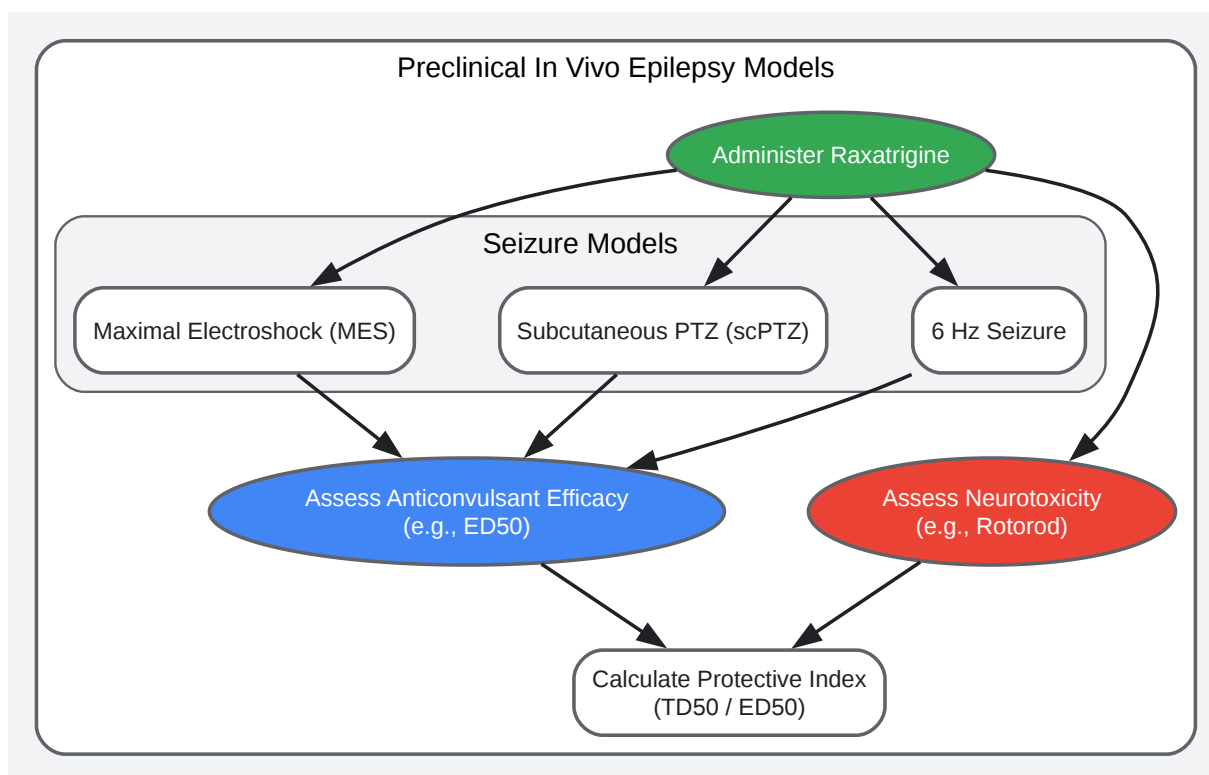 Preclinical In Vivo Epilepsy Models
Administer Raxatrigine
Seizure Models
Maximal Electroshock (MES)
Subcutaneous PTZ (scPTZ)
6 Hz Seizure
Assess Anticonvulsant Efficacy
(e.g., ED50)
Assess Neurotoxicity
(e.g., Rotorod)
Calculate Protective Index
(TD50 / ED50)